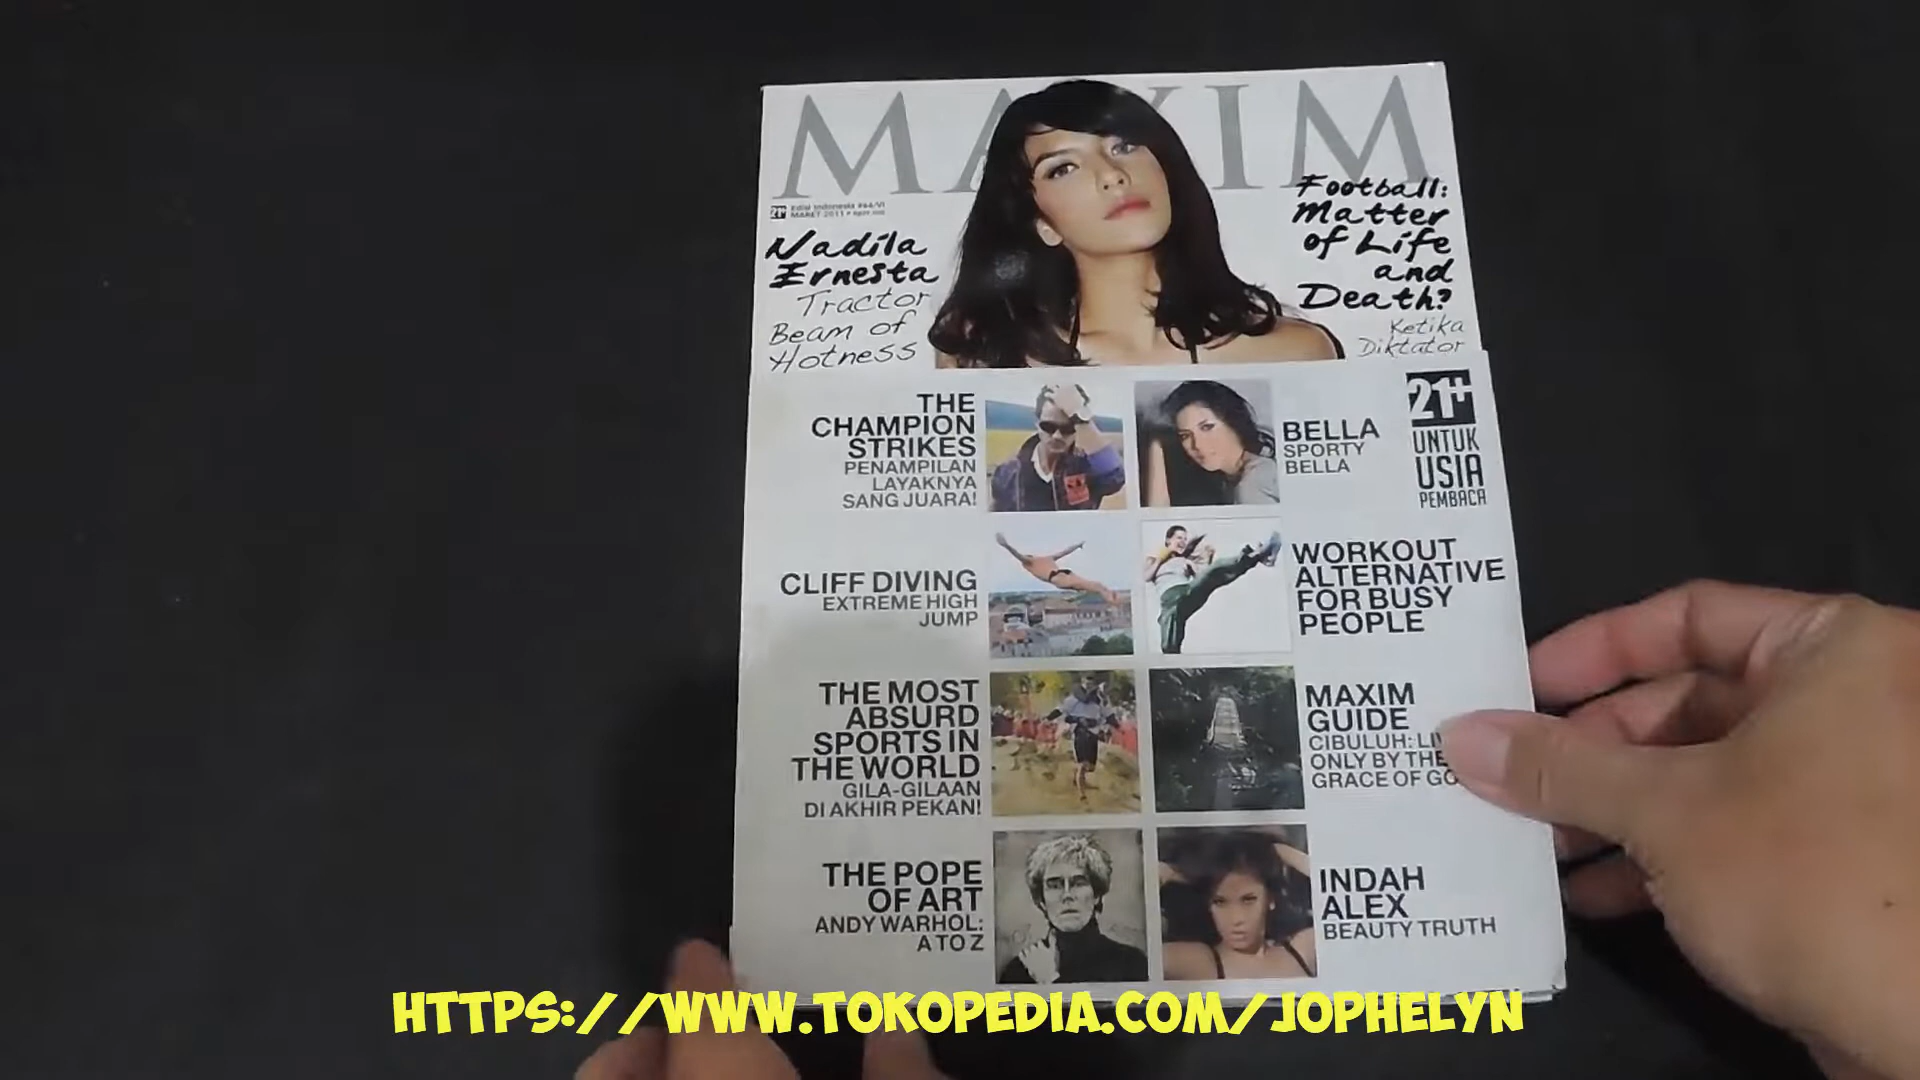 MAXIM
21+ Edisi Indonesia #64/VI
MARET 2011
Nadila
Ernesta
Tractor
Beam of
Hotness
Football:
Matter
of Life
and
Death?
Ketika
Diktator
THE
CHAMPION
STRIKES
PENAMPILAN
LAYAKNYA
SANG JUARA!
BELLA
SPORTY
BELLA
21+
UNTUK
USIA
PEMBACA
CLIFF DIVING
EXTREME HIGH
JUMP
WORKOUT
ALTERNATIVE
FOR BUSY
PEOPLE
THE MOST
ABSURD
SPORTS IN
THE WORLD
GILA-GILAAN
DI AKHIR PEKAN!
MAXIM
GUIDE
CIBULUH:
ONLY BY THE
GRACE OF
THE POPE
OF ART
ANDY WARHOL:
A TO Z
INDAH
ALEX
BEAUTY TRUTH
HTTPS://WWW.TOKOPEDIA.COM/JOPHELYN